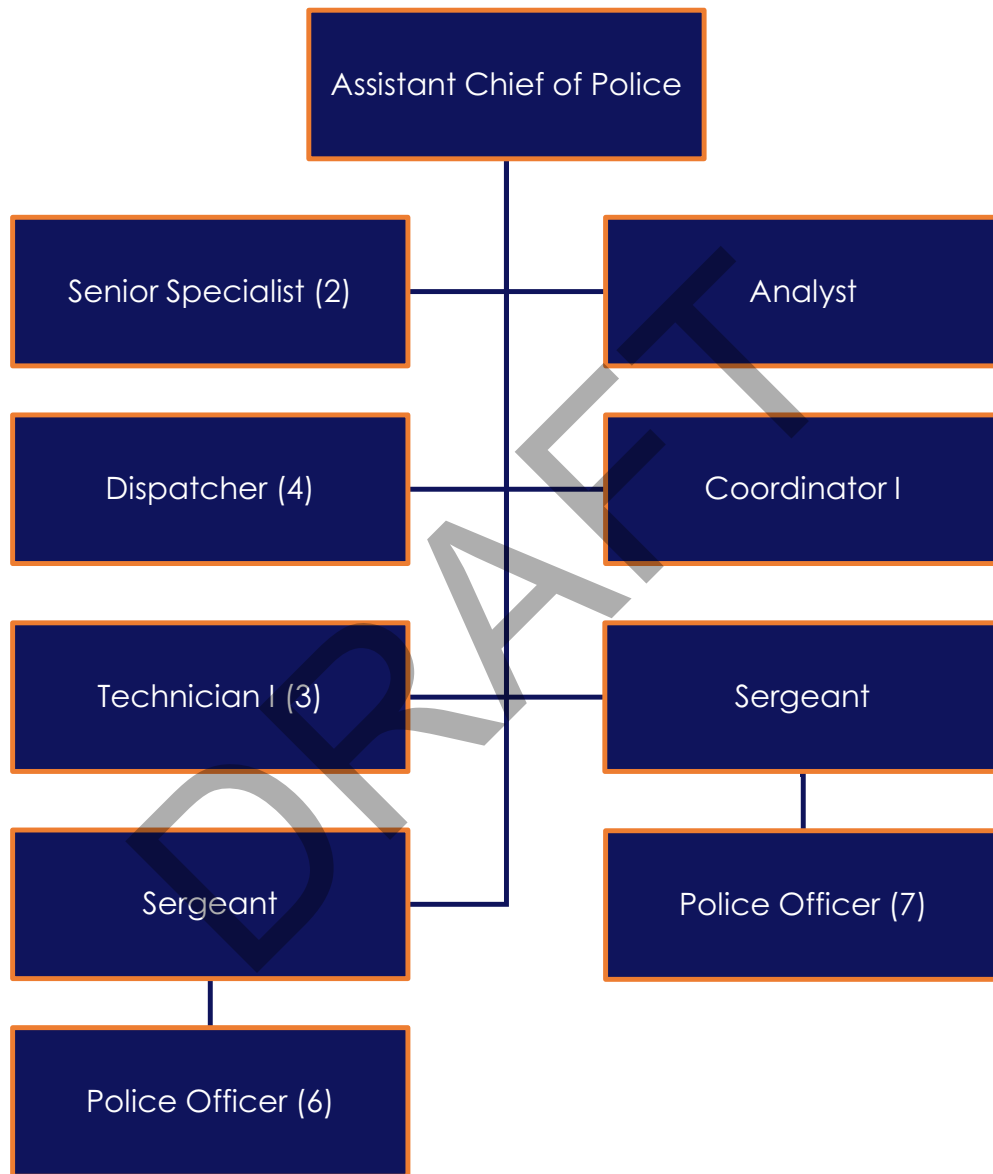 Assistant Chief of Police
Senior Specialist (2)
Analyst
Dispatcher (4)
Coordinator I
Technician I (3)
Sergeant
Sergeant
Police Officer (7)
Police Officer (6)
DRAFT